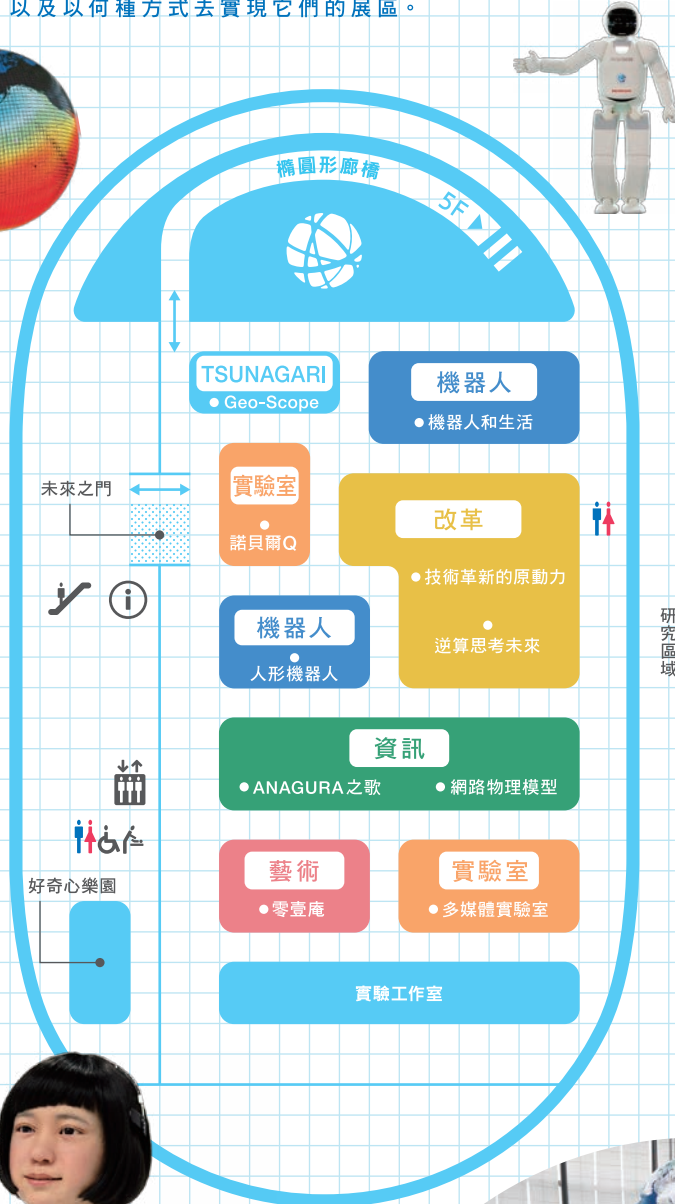 以及以何種方式去實現它們的展區。
橢圓形廊橋
5F
TSUNAGARI
● Geo-Scope
機器人
●機器人和生活
未來之門
實驗室
●
諾貝爾Q
改革
●技術革新的原動力
●
逆算思考未來
機器人
●
人形機器人
研究區域
資訊
●ANAGURA之歌
●網路物理模型
好奇心樂園
藝術
●零壹庵
實驗室
●多媒體實驗室
實驗工作室